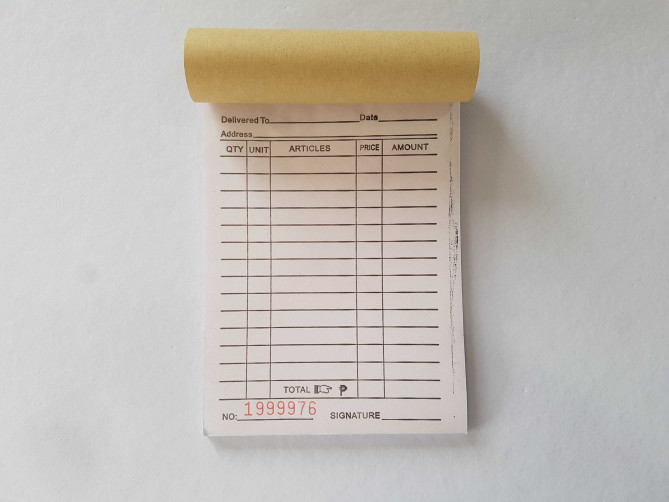 Delivered To Date
Address
QTY UNIT ARTICLES PRICE AMOUNT
TOTAL ☞ ₱
NO: 1999976 SIGNATURE